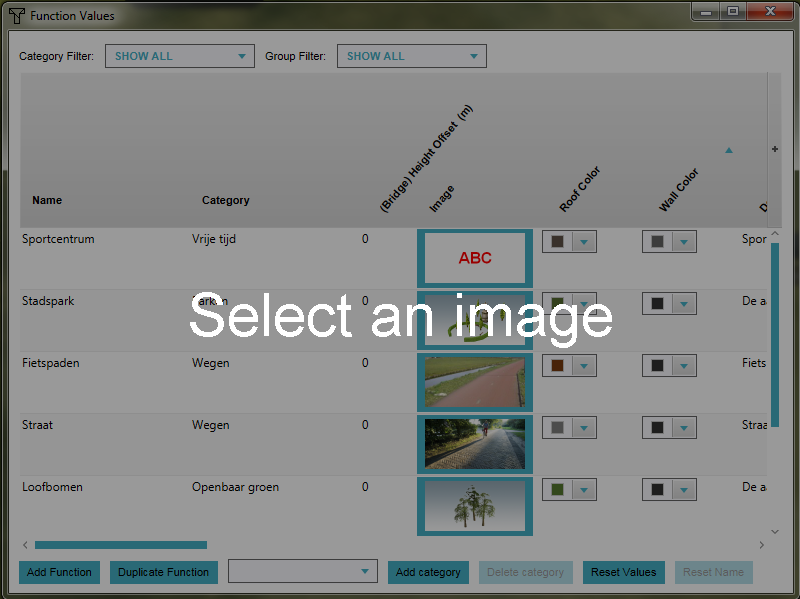 Function Values
Category Filter: SHOW ALL Group Filter: SHOW ALL
Name Category (Bridge) Height Offset (m) Image Roof Color Wall Color
Sportcentrum Vrije tijd 0 ABC Spor
Stadspark Parken 0 De aa
Select an image
Fietspaden Wegen 0 Fiets
Straat Wegen 0 Straa
Loofbomen Openbaar groen 0 De aa
Add Function Duplicate Function Add category Delete category Reset Values Reset Name